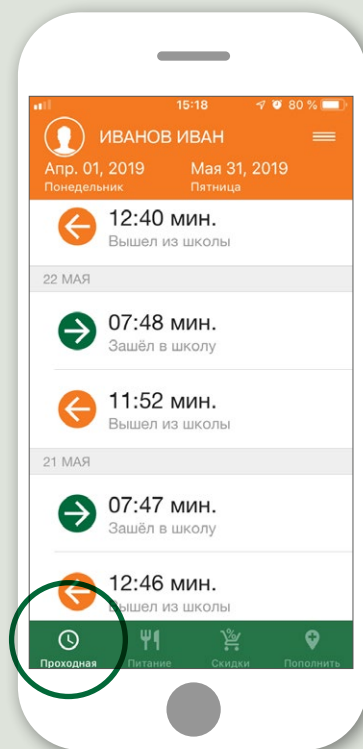 15:18 80 %
ИВАНОВ ИВАН
Апр. 01, 2019 Мая 31, 2019
Понедельник Пятница
12:40 мин.
Вышел из школы
22 МАЯ
07:48 мин.
Зашёл в школу
11:52 мин.
Вышел из школы
21 МАЯ
07:47 мин.
Зашёл в школу
12:46 мин.
Вышел из школы
Проходная Питание Скидки Пополнить